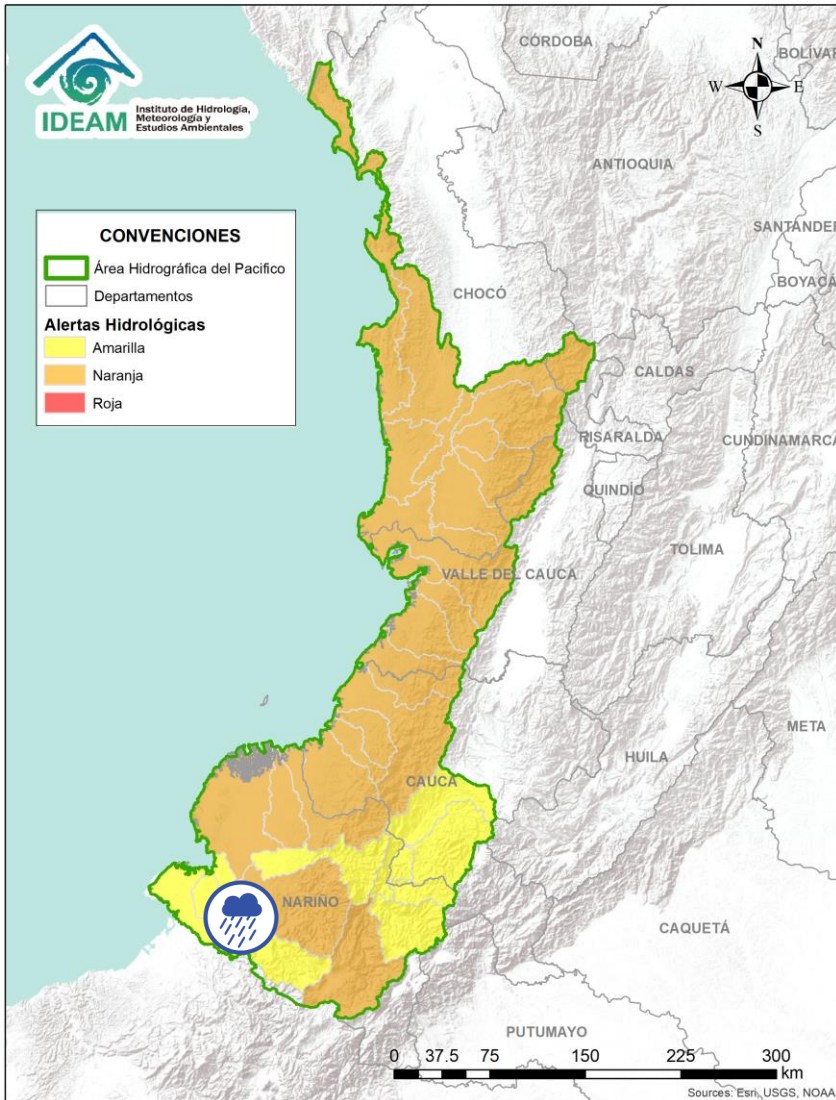 IDEAM
Instituto de Hidrología,
Meteorología y
Estudios Ambientales
CÓRDOBA
BOLÍVAR
N
W
E
S
ANTIOQUIA
SANTANDER
BOYACÁ
CONVENCIONES
Área Hidrográfica del Pacifico
Departamentos
Alertas Hidrológicas
Amarilla
Naranja
Roja
CHOCÓ
CALDAS
RISARALDA
CUNDINAMARCA
QUINDÍO
TOLIMA
VALLE DEL CAUCA
META
HUILA
CAUCA
NARIÑO
CAQUETÁ
PUTUMAYO
0 37.5 75 150 225 300
km
Sources: Esri, USGS, NOAA